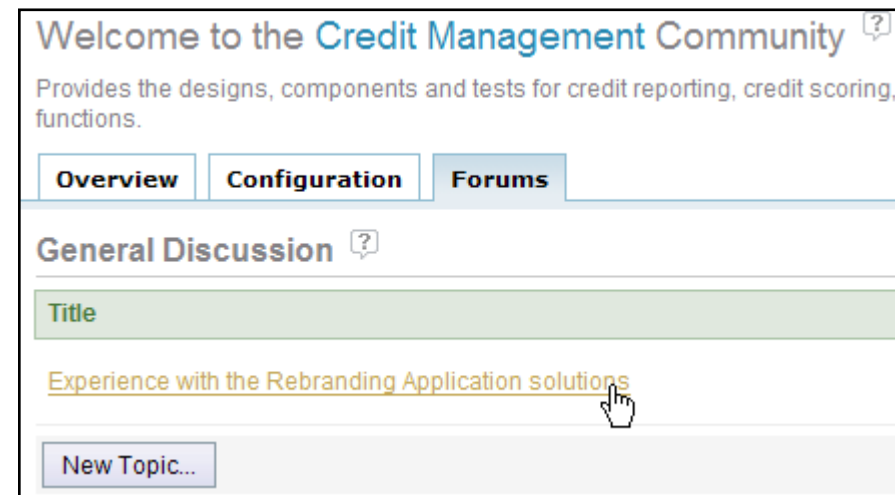 Welcome to the Credit Management Community ?
Provides the designs, components and tests for credit reporting, credit scoring,
functions.
Overview Configuration Forums
General Discussion ?
Title
Experience with the Rebranding Application solutions
New Topic...